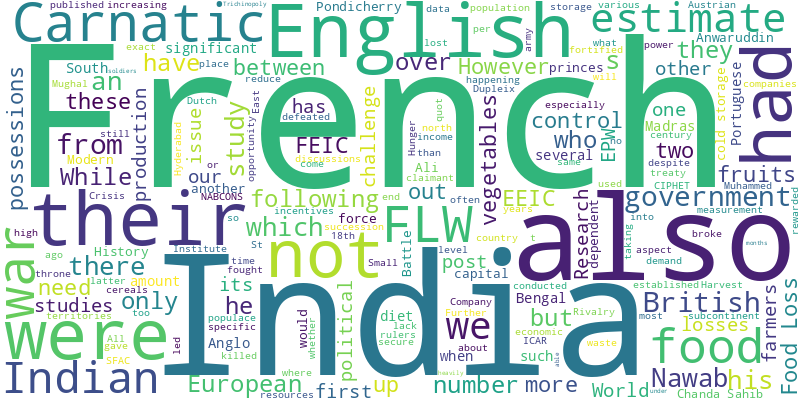 published increasing
Trichinopoly
Pondicherry
data
population
storage
various
Austrian
Carnatic
English
estimate
French
India
exact
significant
have
place
between
over
per
lost
However
army
princes
fortified
what
s
Anwaruddin
power
they
other
companies
had
possessions
South
soldiers
an
Mughal
these
production
from
Modern
While
still
Dutch
or
Hyderabad
issue
our
another
NABCONS
Crisis
study
reduce
East
opportunity
has
defeated
FEIC
discussions
come
challenge
happening
Dupleix
quot
north
income
Hunger
than
Ali
claimant
end
often
vegetables
especially
control
who
several
same
used
years
EPW
will
no
one
Madras
century
two
despite
treaty
CIPHET
Muhammed
cold storage
Portuguese
fruits
government
measurement
rewarded
high
war
their
so
following
incentives
which
force
succession
18th
out
FLW
EEIC
country
t
Research
dependent
into
taking
aspect
demand
broke
months
also
not
ago
History
there
latter
amount
Institute
time
fought
St
its
level
Small
Battle
post
capital
conducted
Company
Bengal
Further
Rivalry
established
Harvest
subcontinent
British
most
losses
farmers
Food Loss
throne
cereals
need
studies
only
territories
too
were
All
gave
SFAC
he
populace
specific
led
Anglo
killed
would
whether
political
diet
lack
rulers
secure
we
about
when
economic
ICAR
such
but
able
waste
food
Nawab
his
Indian
European
where
resources
first
up
number
more
World
under
Chanda Sahib